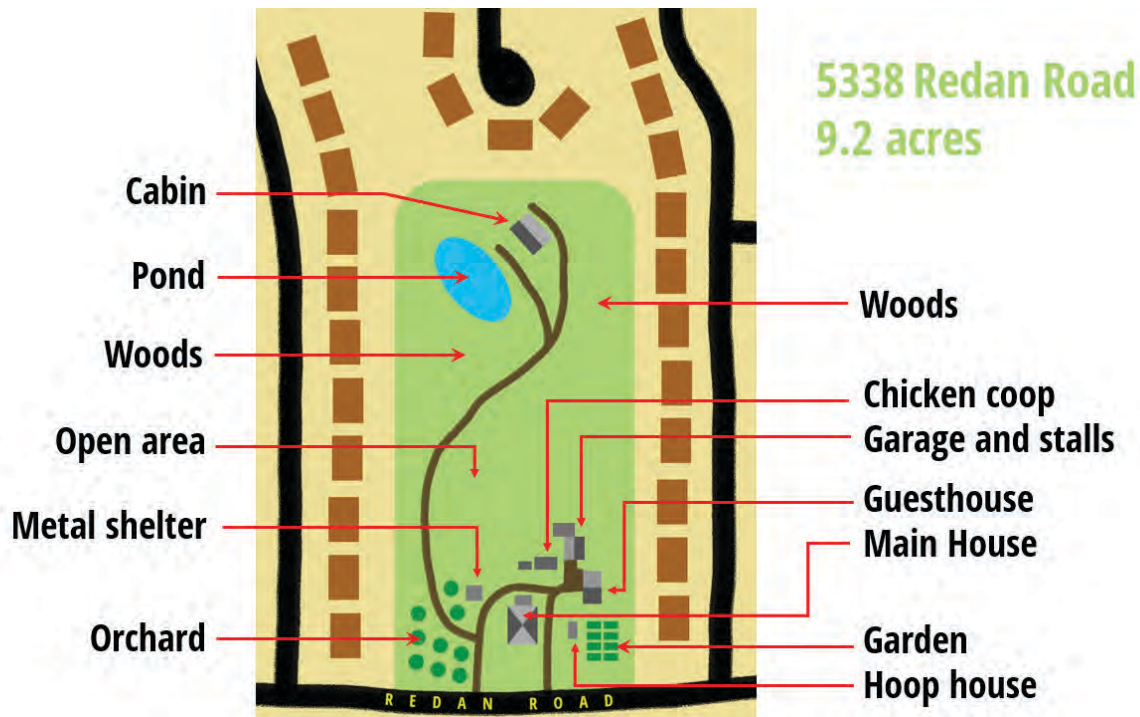 5338 Redan Road
9.2 acres
Cabin
Pond
Woods
Open area
Metal shelter
Orchard
Woods
Chicken coop
Garage and stalls
Guesthouse
Main House
Garden
Hoop house
REDAN ROAD